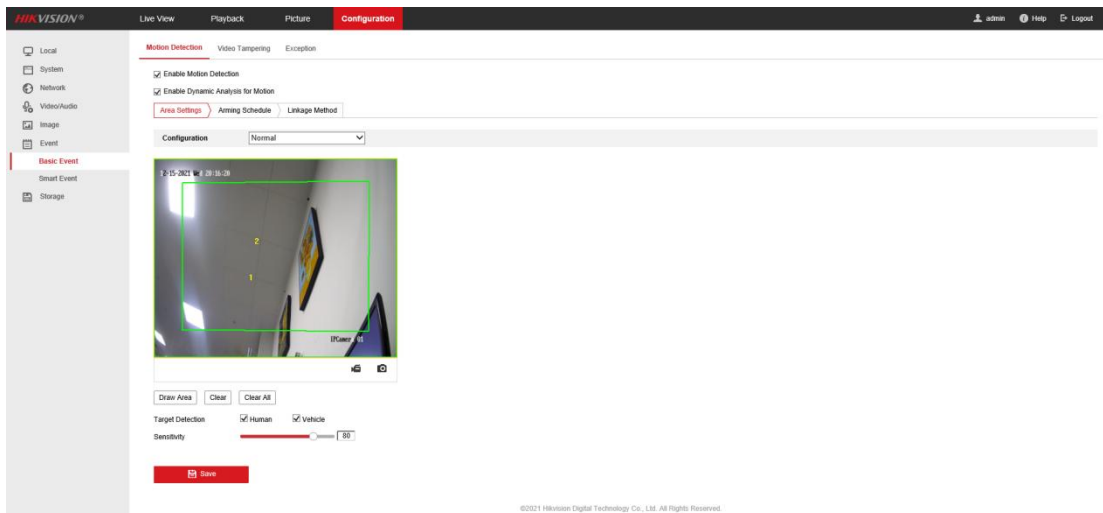 HIKVISION® Live View Playback Picture Configuration admin Help Logout
Local
System
Network
Video/Audio
Image
Event
Basic Event
Smart Event
Storage
Motion Detection Video Tampering Exception
Enable Motion Detection
Enable Dynamic Analysis for Motion
Area Settings Arming Schedule Linkage Method
Configuration Normal
20:16:20
2
1
01
Draw Area Clear Clear All
Target Detection Human Vehicle
Sensitivity 80
Save
©2021 Hikvision Digital Technology Co., Ltd. All Rights Reserved.